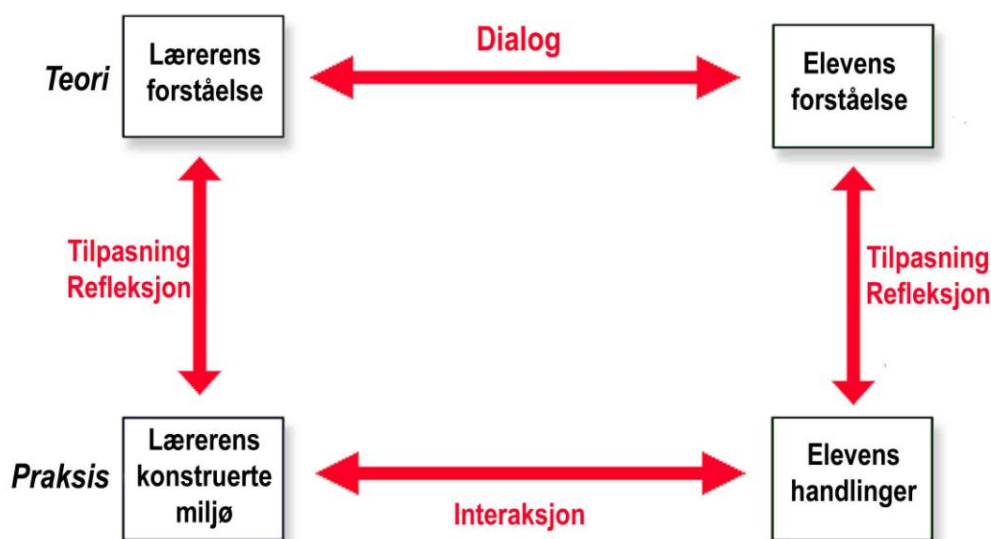 Dialog
Teori
Lærerens
forståelse
Elevens
forståelse
Tilpasning
Refleksjon
Tilpasning
Refleksjon
Praksis
Lærerens
konstruerte
miljø
Interaksjon
Elevens
handlinger